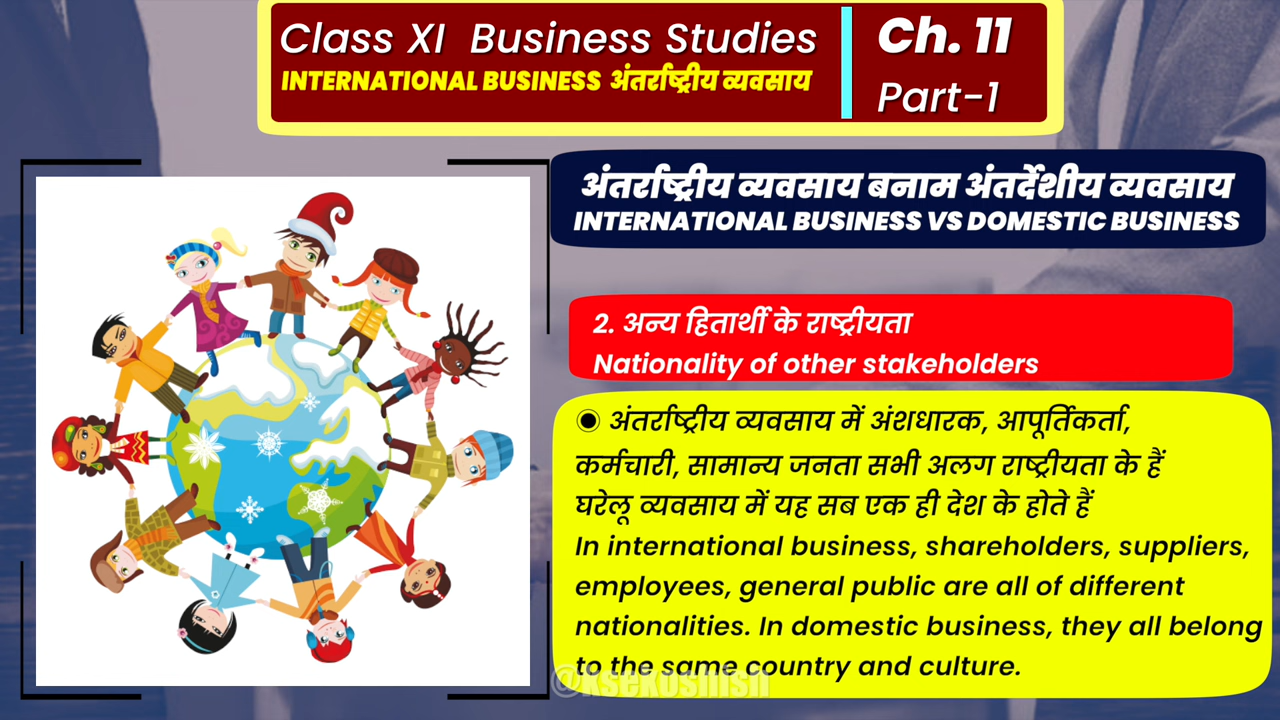 Class XI Business Studies
INTERNATIONAL BUSINESS अंतर्राष्ट्रीय व्यवसाय
Ch. 11
Part-1
अंतर्राष्ट्रीय व्यवसाय बनाम अंतर्देशीय व्यवसाय
INTERNATIONAL BUSINESS VS DOMESTIC BUSINESS
2. अन्य हितार्थी के राष्ट्रीयता
Nationality of other stakeholders
◉ अंतर्राष्ट्रीय व्यवसाय में अंशधारक, आपूर्तिकर्ता,
कर्मचारी, सामान्य जनता सभी अलग राष्ट्रीयता के हैं
घरेलू व्यवसाय में यह सब एक ही देश के होते हैं
In international business, shareholders, suppliers,
employees, general public are all of different
nationalities. In domestic business, they all belong
to the same country and culture.
@ksekoshish